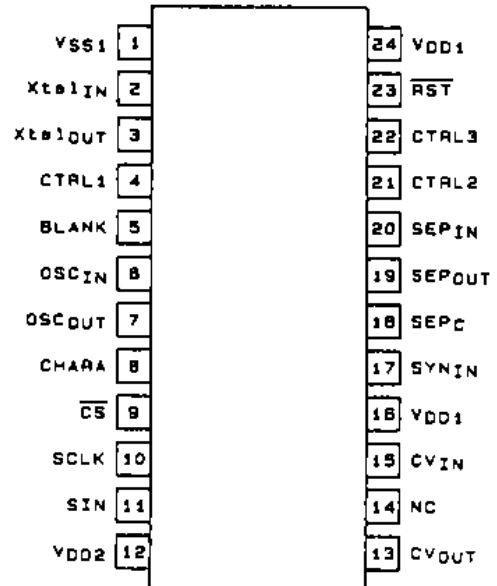 VSS1 1 24 VDD1
XtalIN 2 23 RST
XtalOUT 3 22 CTRL3
CTRL1 4 21 CTRL2
BLANK 5 20 SEPIN
OSCIN 6 19 SEPOUT
OSCOUT 7 18 SEPC
CHARA 8 17 SYNIN
CS 9 16 VDD1
SCLK 10 15 CVIN
SIN 11 14 NC
VDD2 12 13 CVOUT